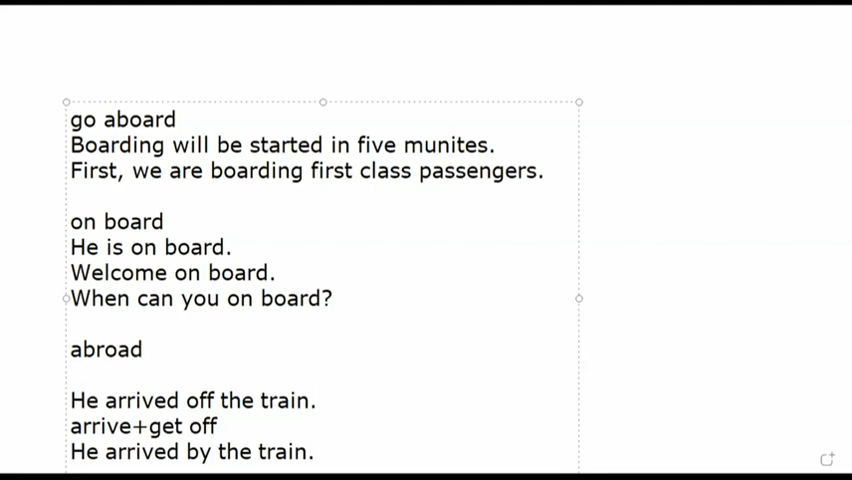 go aboard
Boarding will be started in five munites.
First, we are boarding first class passengers.
on board
He is on board.
Welcome on board.
When can you on board?
abroad
He arrived off the train.
arrive+get off
He arrived by the train.